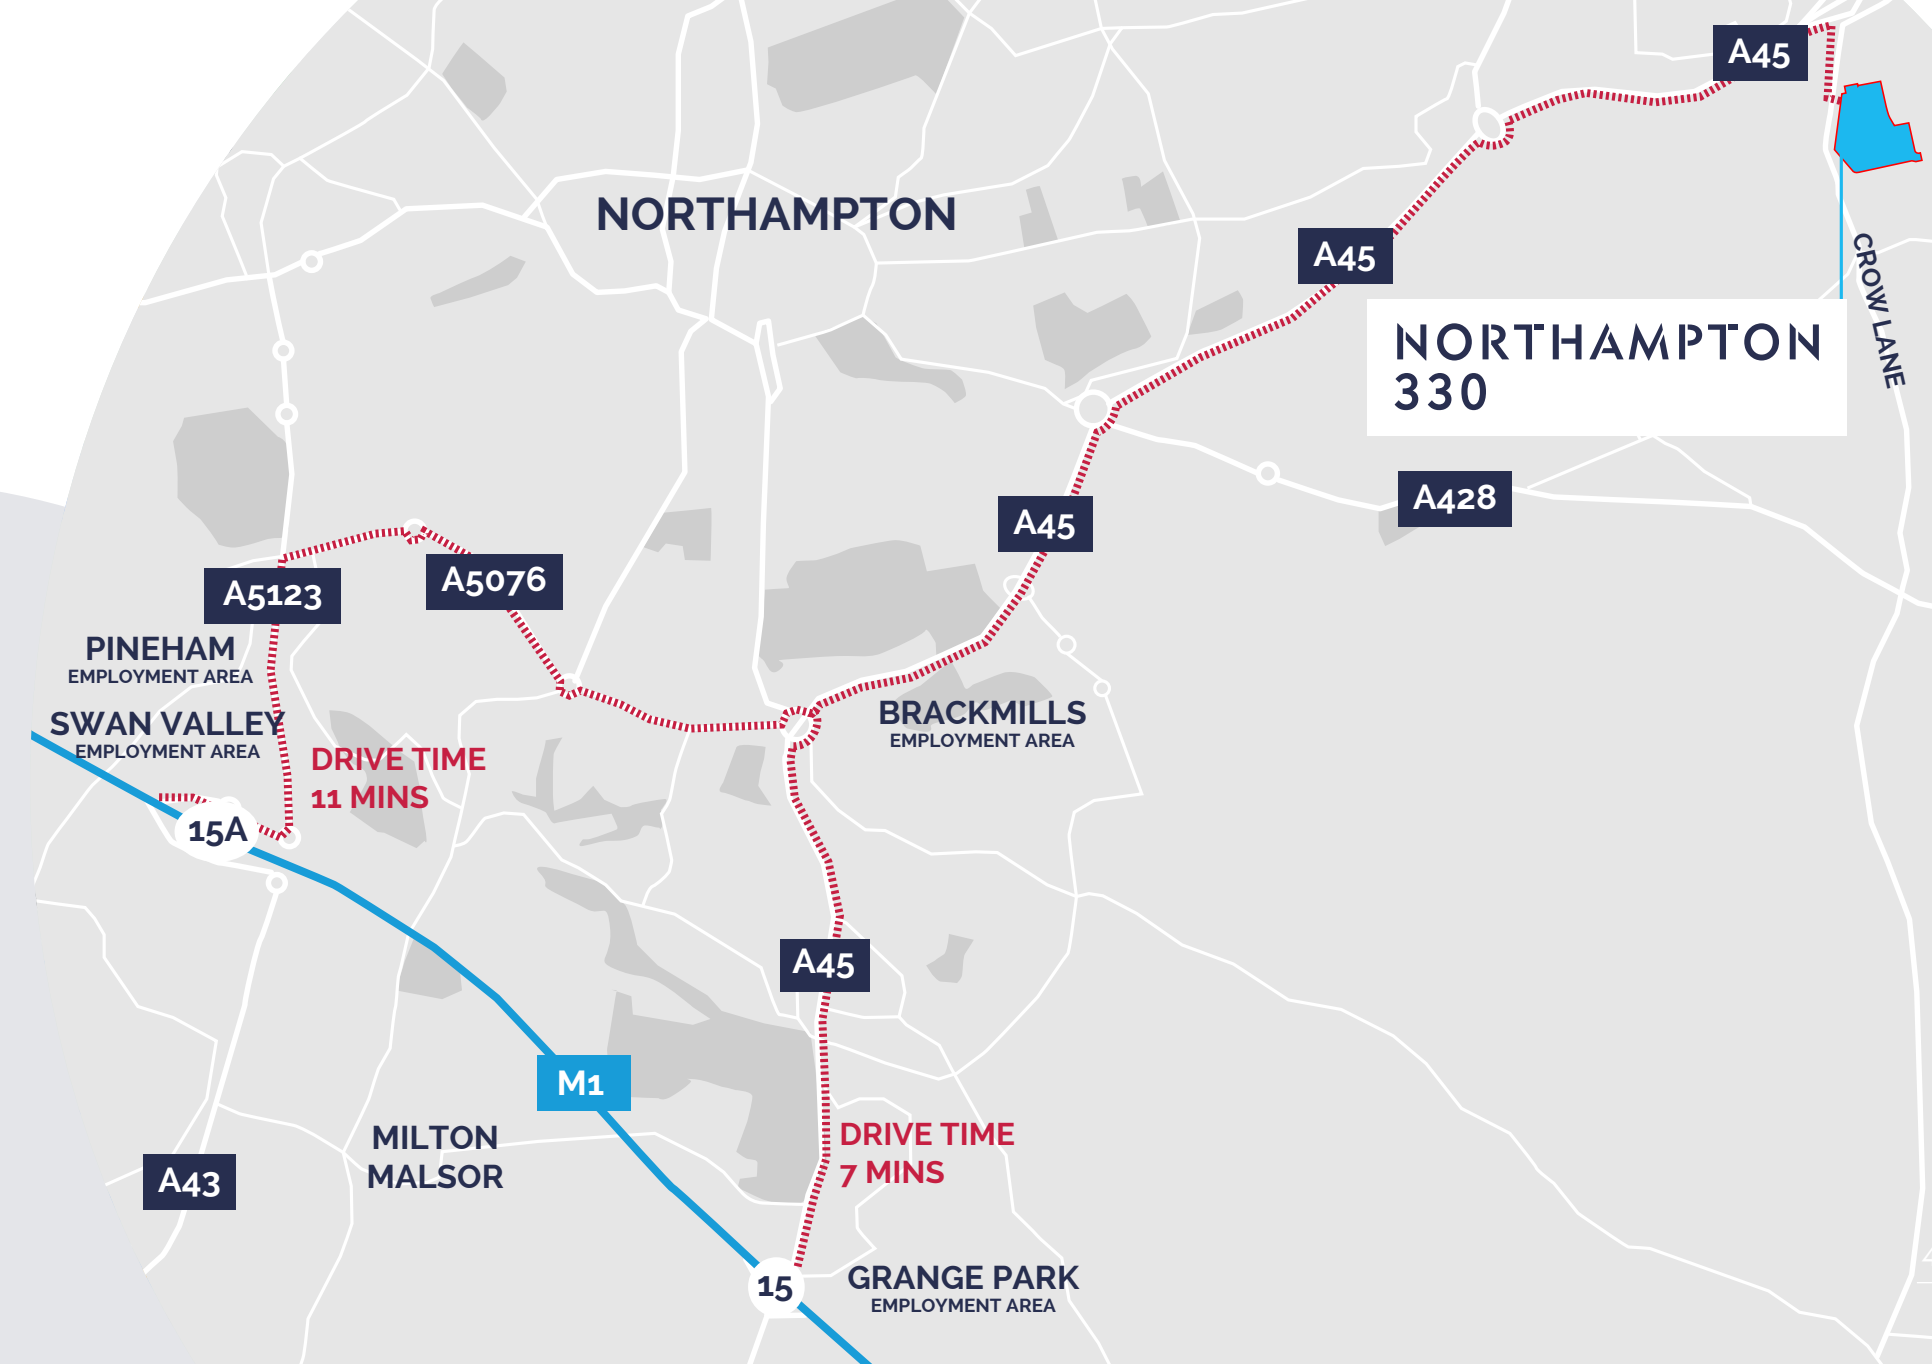 A45
NORTHAMPTON
A45
CROW LANE
NORTHAMPTON
330
A428
A45
A5076
A5123
PINEHAM
EMPLOYMENT AREA
SWAN VALLEY
EMPLOYMENT AREA
BRACKMILLS
EMPLOYMENT AREA
DRIVE TIME
11 MINS
15A
A45
M1
MILTON
MALSOR
DRIVE TIME
7 MINS
A43
15
GRANGE PARK
EMPLOYMENT AREA